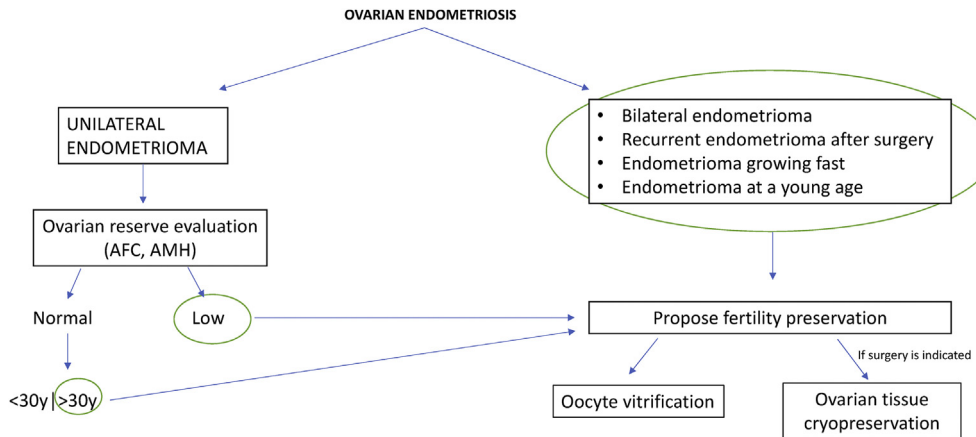 OVARIAN ENDOMETRIOSIS
UNILATERAL
ENDOMETRIOMA
• Bilateral endometrioma
• Recurrent endometrioma after surgery
• Endometrioma growing fast
• Endometrioma at a young age
Ovarian reserve evaluation
(AFC, AMH)
Normal
Low
Propose fertility preservation
If surgery is indicated
<30y|>30y
Oocyte vitrification
Ovarian tissue
cryopreservation